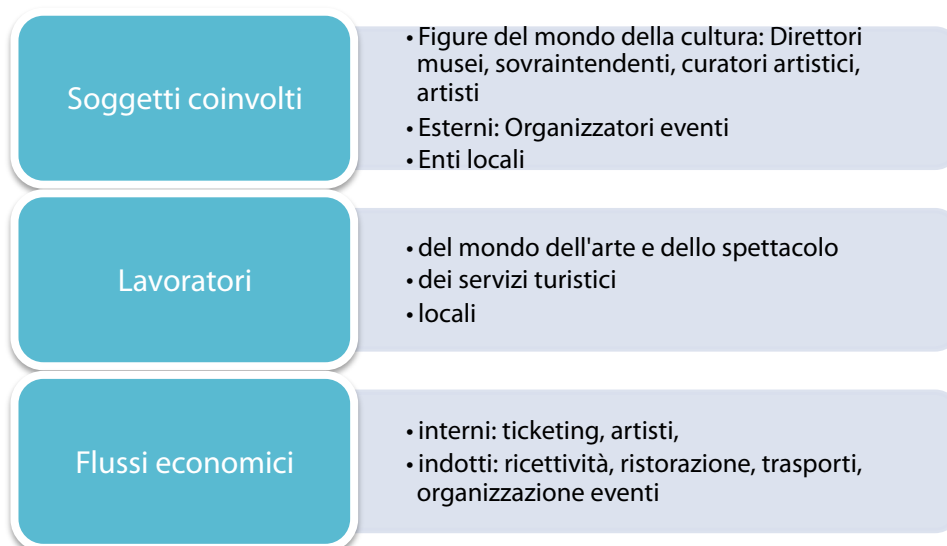 Soggetti coinvolti
• Figure del mondo della cultura: Direttori
musei, sovraintendenti, curatori artistici,
artisti
• Esterni: Organizzatori eventi
• Enti locali
Lavoratori
• del mondo dell'arte e dello spettacolo
• dei servizi turistici
• locali
Flussi economici
• interni: ticketing, artisti,
• indotti: ricettività, ristorazione, trasporti,
organizzazione eventi